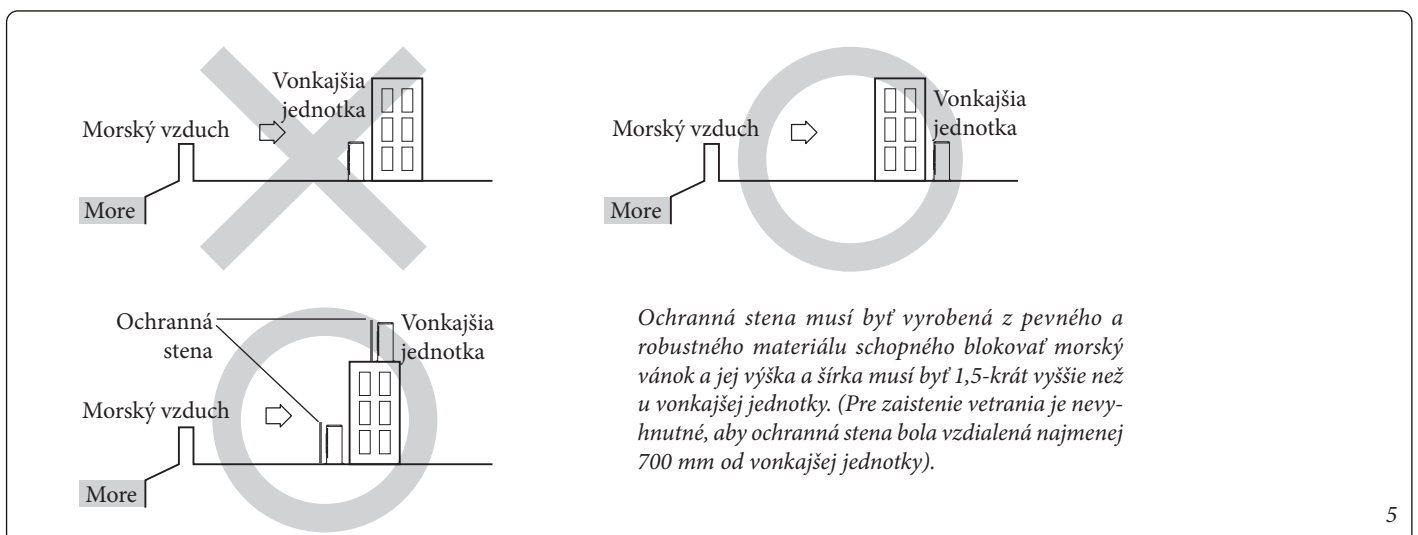 Vonkajšia
jednotka
Morský vzduch
More
Vonkajšia
jednotka
Morský vzduch
More
Ochranná
stena
Vonkajšia
jednotka
Morský vzduch
More
Ochranná stena musí byť vyrobená z pevného a
robustného materiálu schopného blokovať morský
vánok a jej výška a šírka musí byť 1,5-krát vyššie než
u vonkajšej jednotky. (Pre zaistenie vetrania je nevy-
hnutné, aby ochranná stena bola vzdialená najmenej
700 mm od vonkajšej jednotky).
5